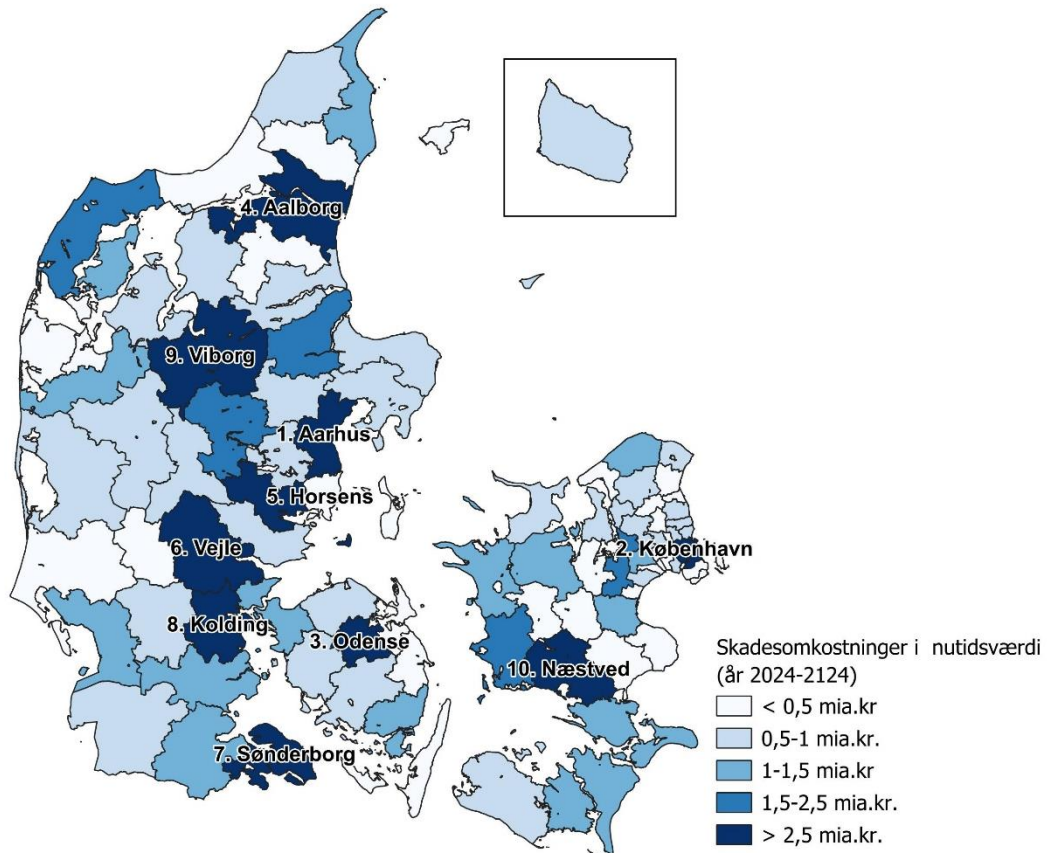 4. Aalborg
9. Viborg
1. Aarhus
5. Horsens
6. Vejle
2. København
8. Kolding
3. Odense
10. Næstved
7. Sønderborg
Skadesomkostninger i nutidsværdi
(år 2024-2124)
< 0,5 mia.kr
0,5-1 mia.kr.
1-1,5 mia.kr
1,5-2,5 mia.kr.
> 2,5 mia.kr.